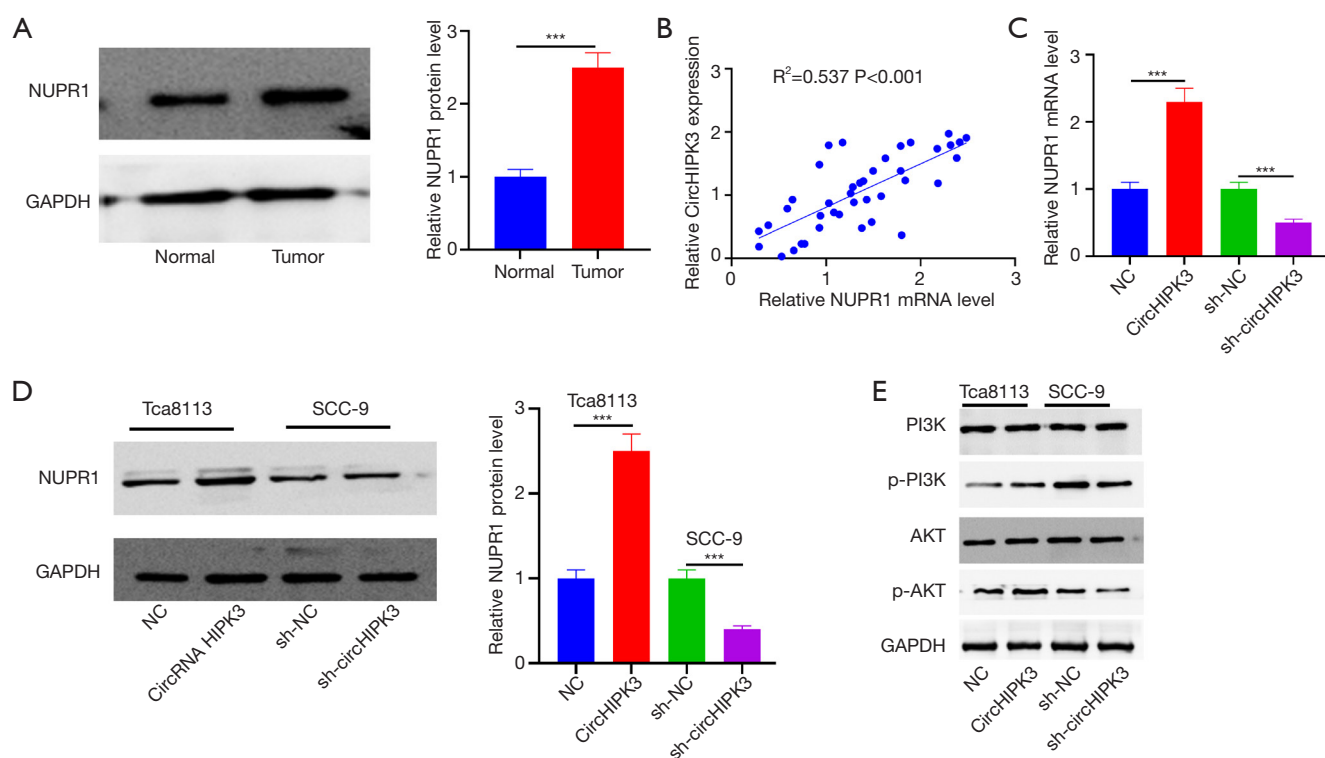 A
NUPR1
GAPDH
Normal
Tumor
Relative NUPR1 protein level
3
2
1
0
***
Normal
Tumor
B
Relative CircHIPK3 expression
3
2
1
0
R²=0.537 P<0.001
0
1
2
3
Relative NUPR1 mRNA level
C
Relative NUPR1 mRNA level
3
2
1
0
***
***
NC
CircHIPK3
sh-NC
sh-circHIPK3
D
Tca8113
SCC-9
NUPR1
GAPDH
NC
CircRNA HIPK3
sh-NC
sh-circHIPK3
Relative NUPR1 protein level
3
2
1
0
Tca8113
***
SCC-9
***
NC
CircHIPK3
sh-NC
sh-circHIPK3
E
Tca8113
SCC-9
PI3K
p-PI3K
AKT
p-AKT
GAPDH
NC
CircHIPK3
sh-NC
sh-circHIPK3